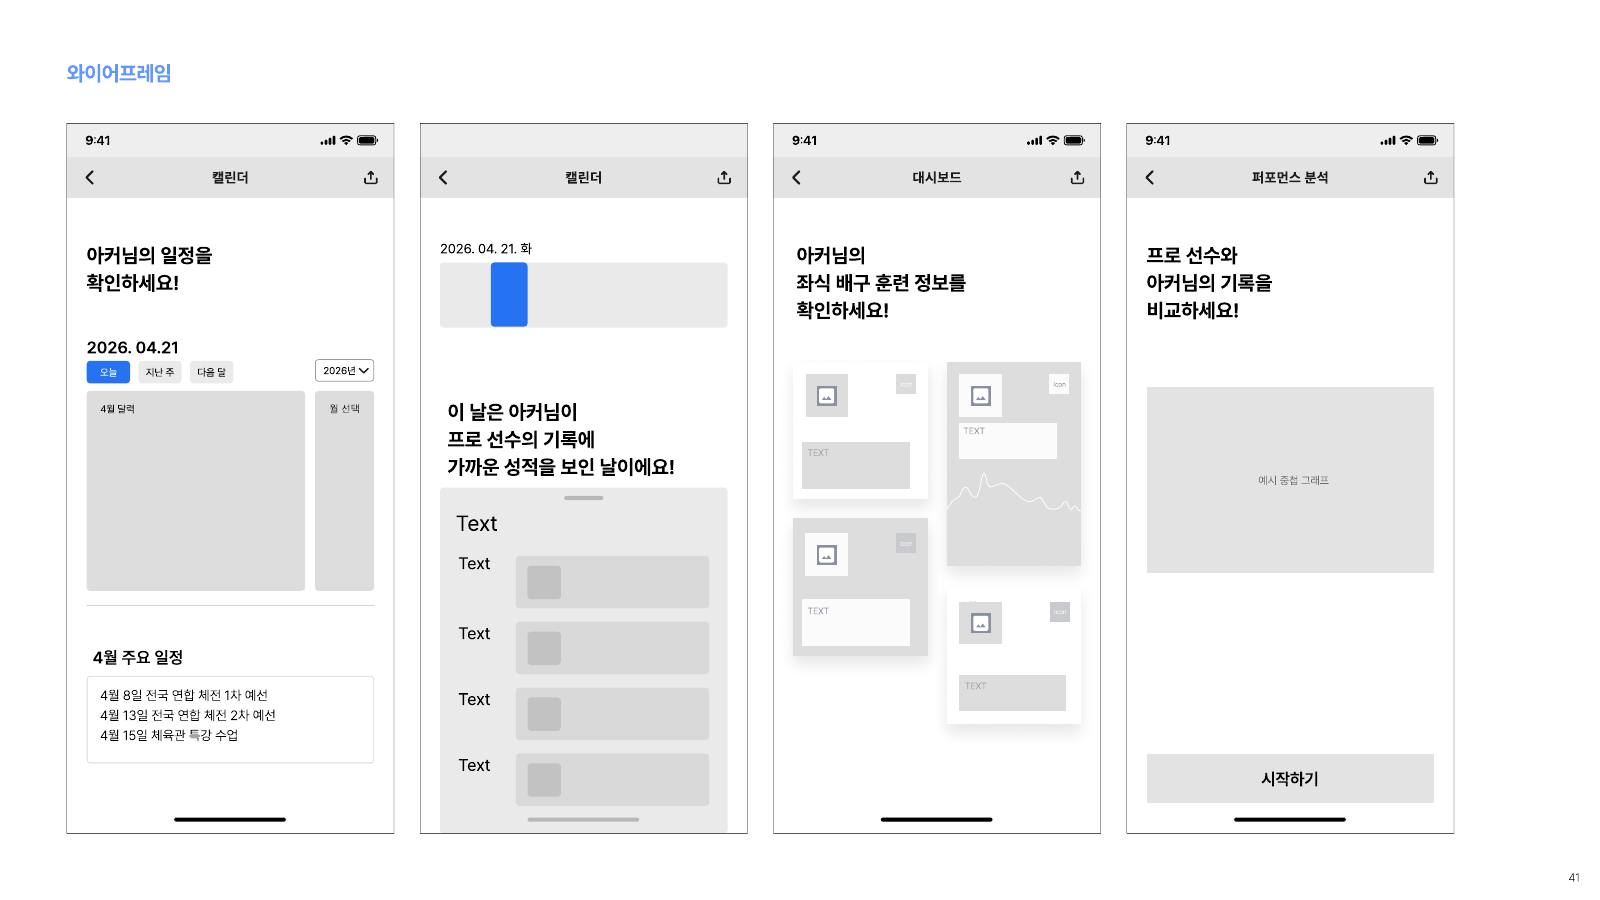 와이어프레임
9:41
캘린더
아커님의 일정을
확인하세요!
2026. 04.21
오늘
지난 주
다음 달
2026년
4월 달력
월 선택
4월 주요 일정
4월 8일 전국 연합 체전 1차 예선
4월 13일 전국 연합 체전 2차 예선
4월 15일 체육관 특강 수업
캘린더
2026. 04. 21. 화
이 날은 아커님이
프로 선수의 기록에
가까운 성적을 보인 날이에요!
Text
Text
Text
Text
Text
9:41
대시보드
아커님의
좌식 배구 훈련 정보를
확인하세요!
icon
TEXT
icon
TEXT
icon
TEXT
icon
TEXT
9:41
퍼포먼스 분석
프로 선수와
아커님의 기록을
비교하세요!
예시 중첩 그래프
시작하기
41